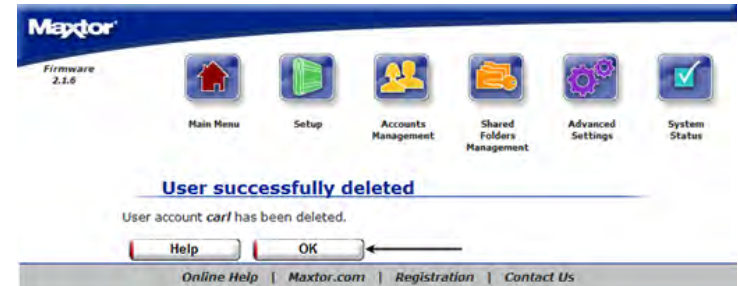 Maxtor
Firmware
2.1.6
Main Menu
Setup
Accounts
Management
Shared
Folders
Management
Advanced
Settings
System
Status
User successfully deleted
User account carl has been deleted.
Help OK
Online Help | Maxtor.com | Registration | Contact Us